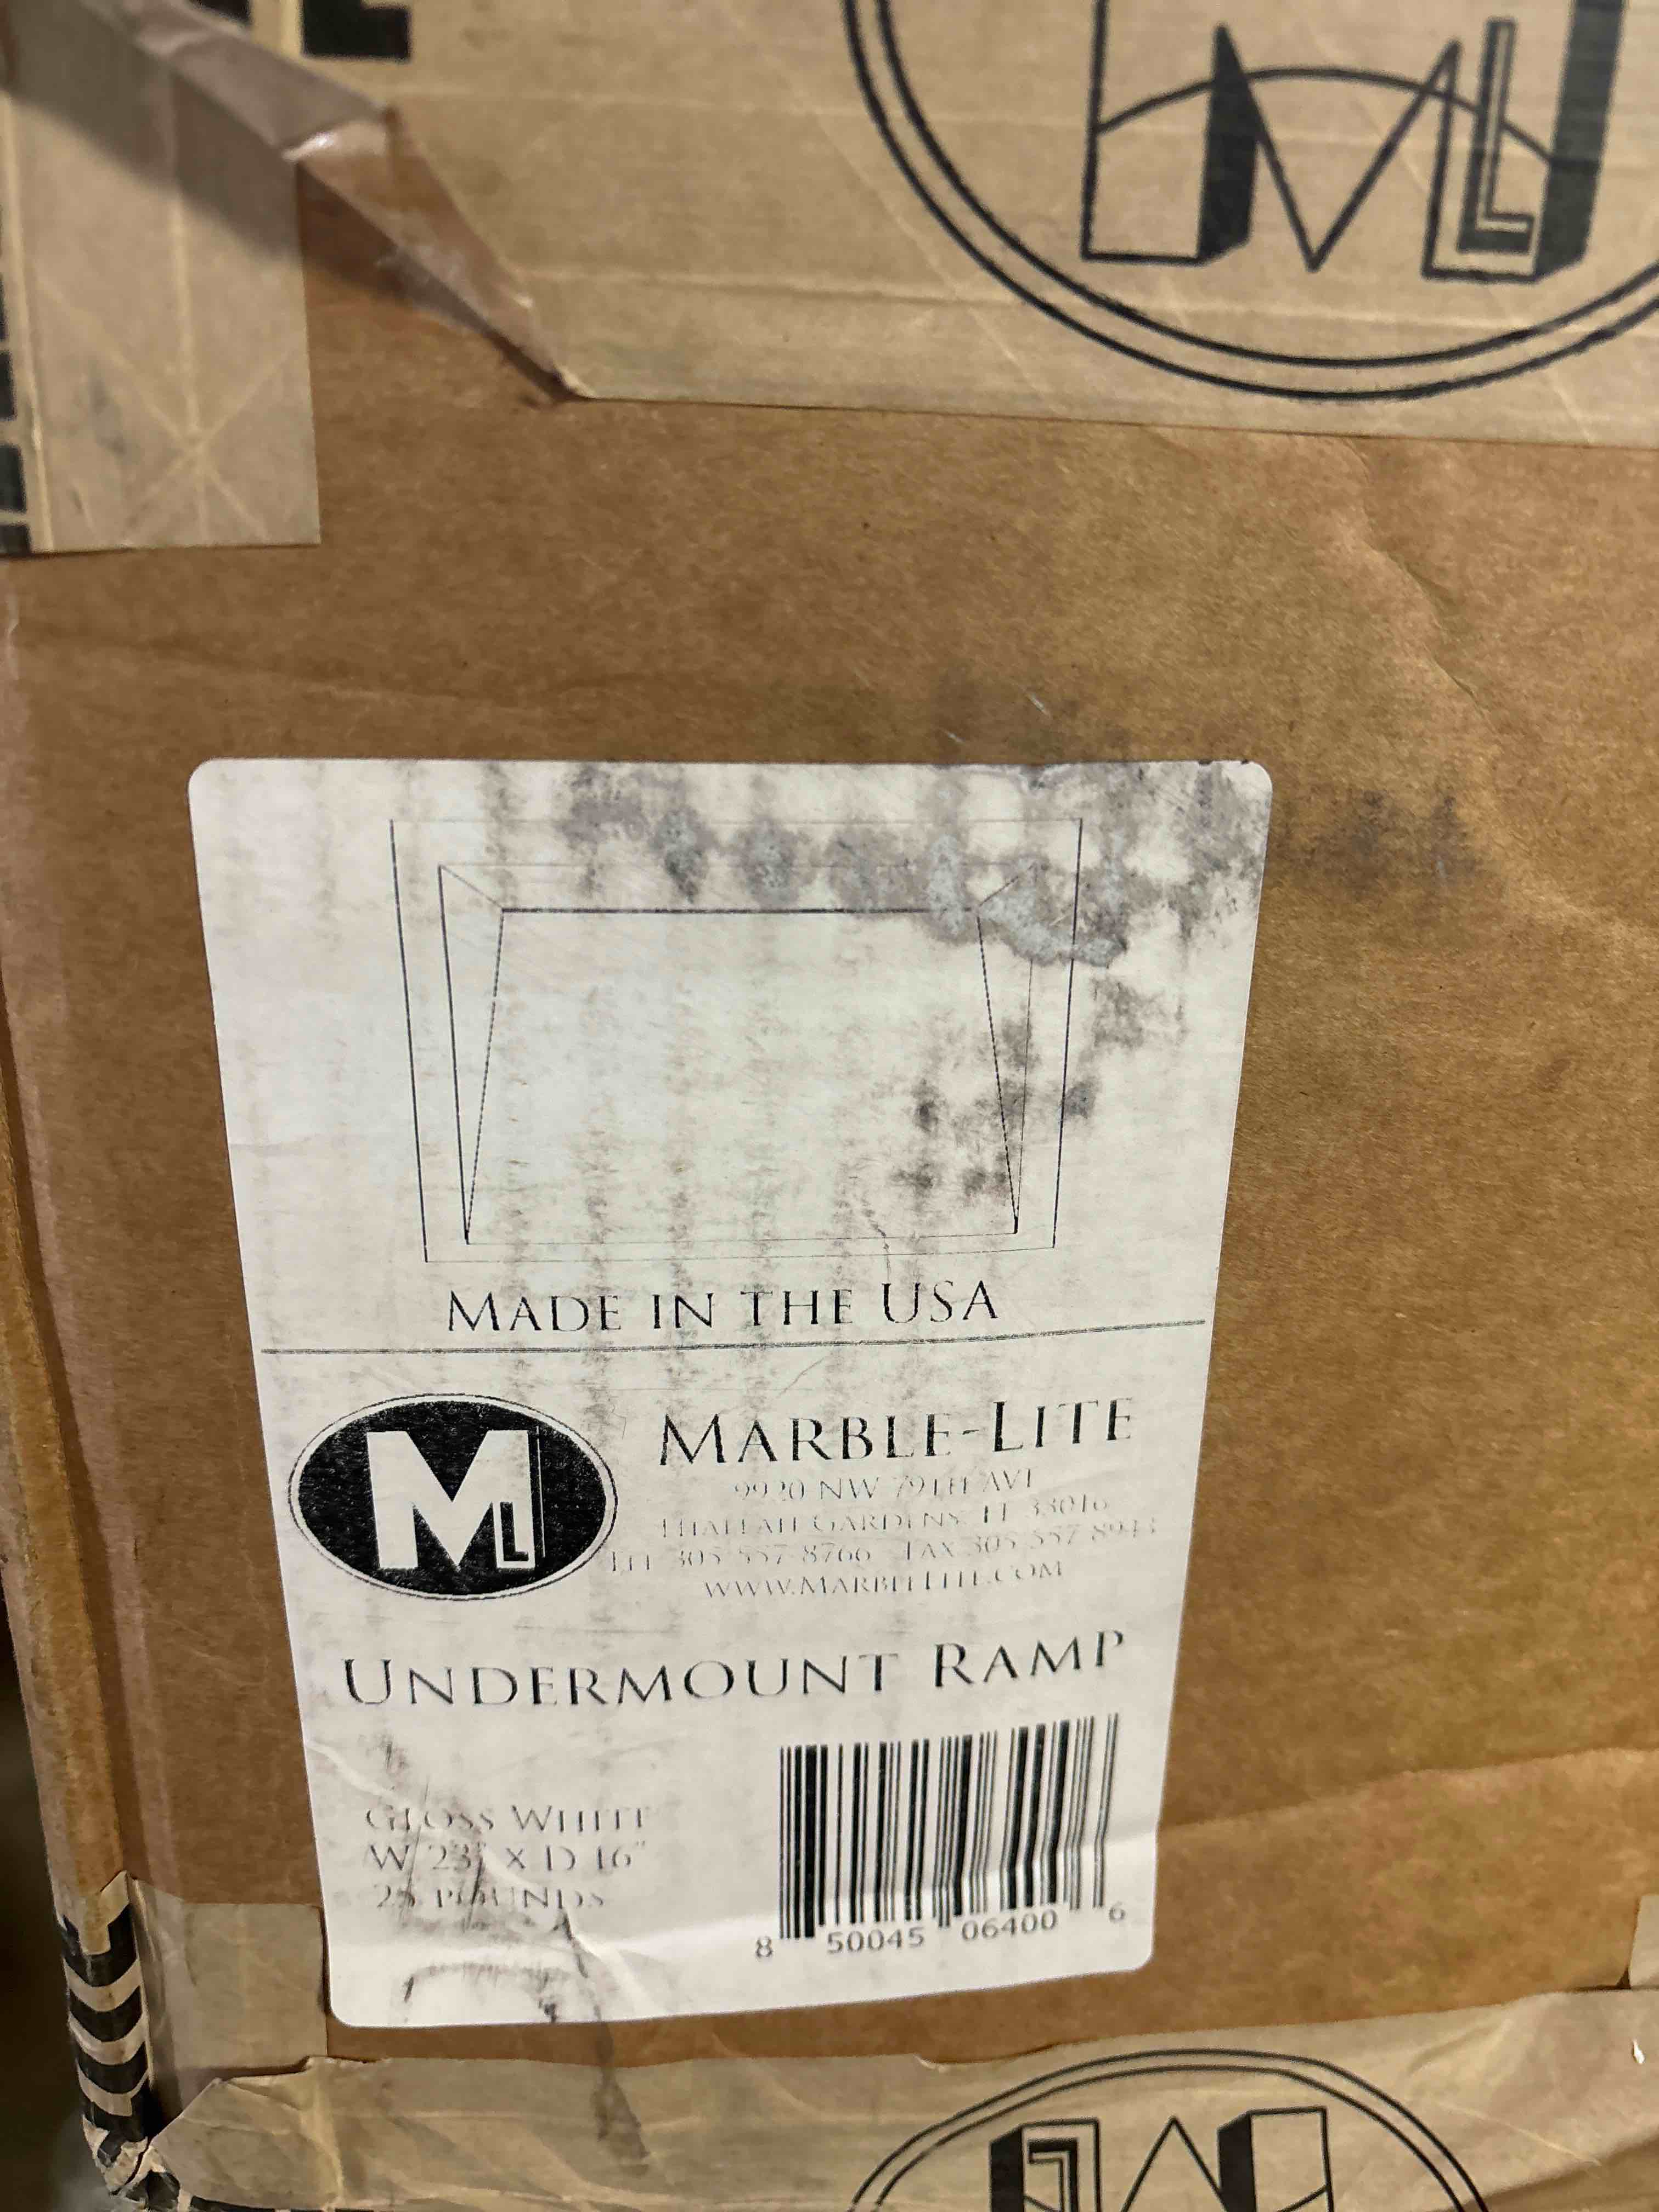 ML
MADE IN THE USA
ML
MARBLE-LITE
9920 NW 79TH AVE
HIALEAH GARDENS, FL 33016
TEL 305 557 8766 FAX 305 557 8943
WWW.MARBLELITE.COM
UNDERMOUNT RAMP
GLOSS WHITE
W 23" X D 16"
25 POUNDS
8 50045 06400 6
ML